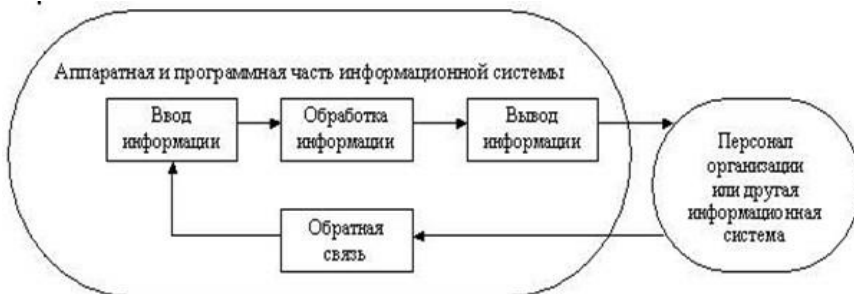 Аппаратная и программная часть информационной системы
Ввод
информации
Обработка
информации
Вывод
информации
Персонал
организации
или другая
информационная
система
Обратная
связь